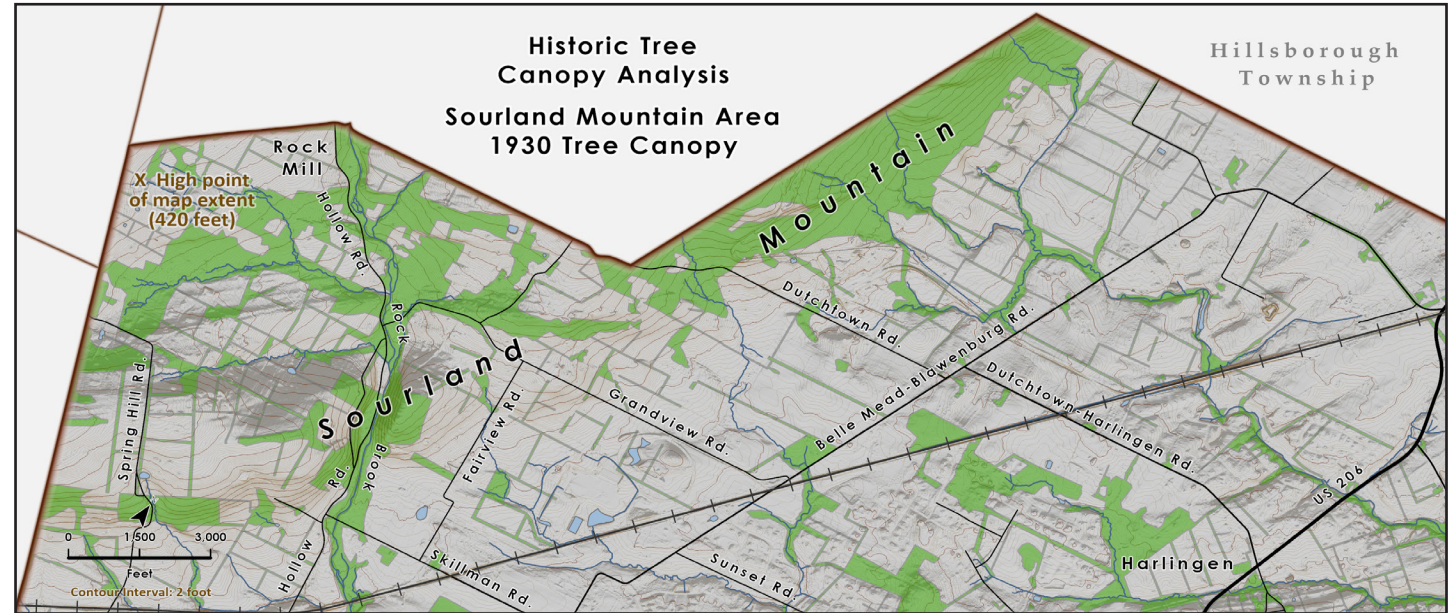 Historic Tree
Canopy Analysis
Sourland Mountain Area
1930 Tree Canopy
Hillsborough
Township
Rock
Mill
X High point
of map extent
(420 feet)
Hollow Rd.
Mountain
Dutchtown Rd.
Rock
Brook
Sourland
Belle Mead-Blawenburg Rd.
Dutchtown-Harlingen Rd.
Grandview Rd.
Fairview Rd.
Spring Hill Rd.
US 206
Hollow Rd.
Skillman Rd.
Sunset Rd.
Harlingen
0 1,500 3,000
Feet
Contour Interval: 2 foot